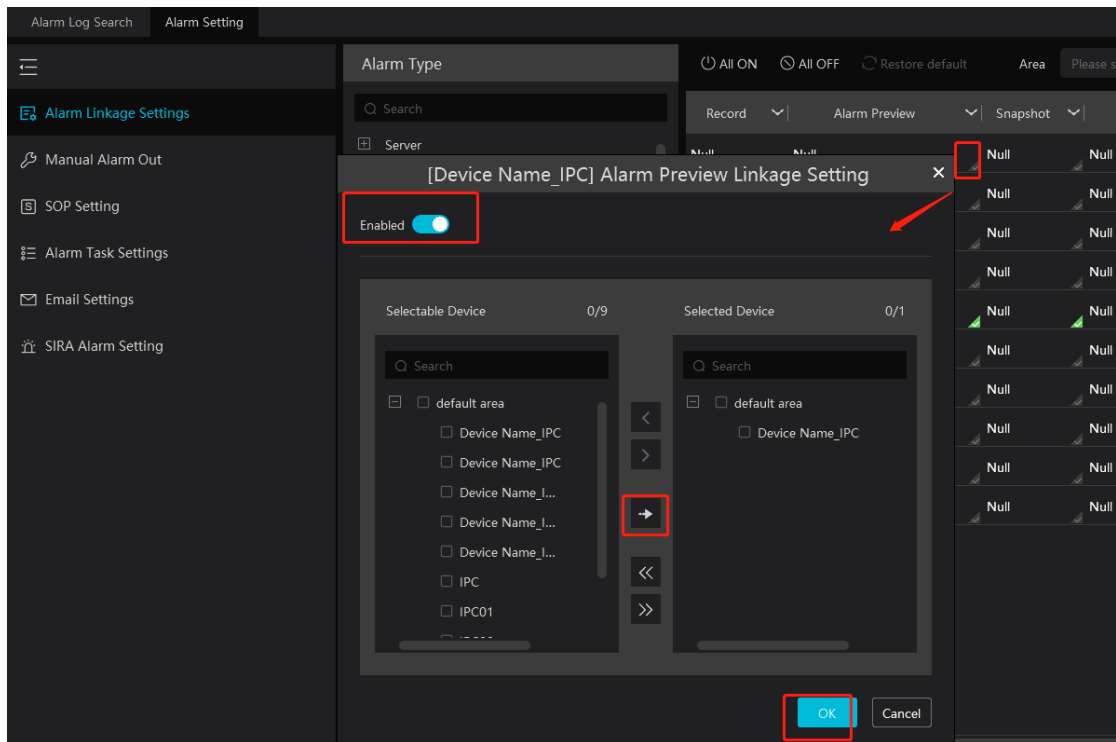 Alarm Log Search Alarm Setting
Alarm Type
All ON All OFF Restore default Area Please s
Alarm Linkage Settings
Search
Record Alarm Preview Snapshot
Server
Manual Alarm Out
Null Null Null Null
[Device Name_IPC] Alarm Preview Linkage Setting
Null Null
SOP Setting
Enabled
Null Null
Alarm Task Settings
Null Null
Email Settings
Selectable Device 0/9 Selected Device 0/1
Null Null
SIRA Alarm Setting
Null Null
Search Search
Null Null
default area default area
Device Name_IPC Device Name_IPC
Null Null
Device Name_IPC
Null Null
Device Name_I...
Null Null
Device Name_I...
Device Name_I...
IPC
IPC01
OK Cancel